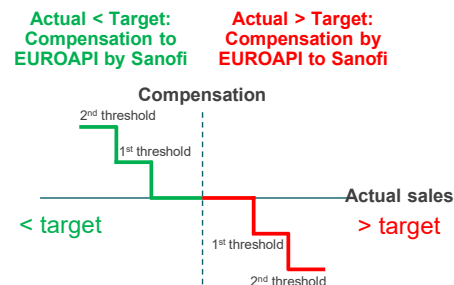 Actual < Target:
Compensation to
EUROAPI by Sanofi
Actual > Target:
Compensation by
EUROAPI to Sanofi
Compensation
2nd threshold
1st threshold
Actual sales
< target
> target
1st threshold
2nd threshold